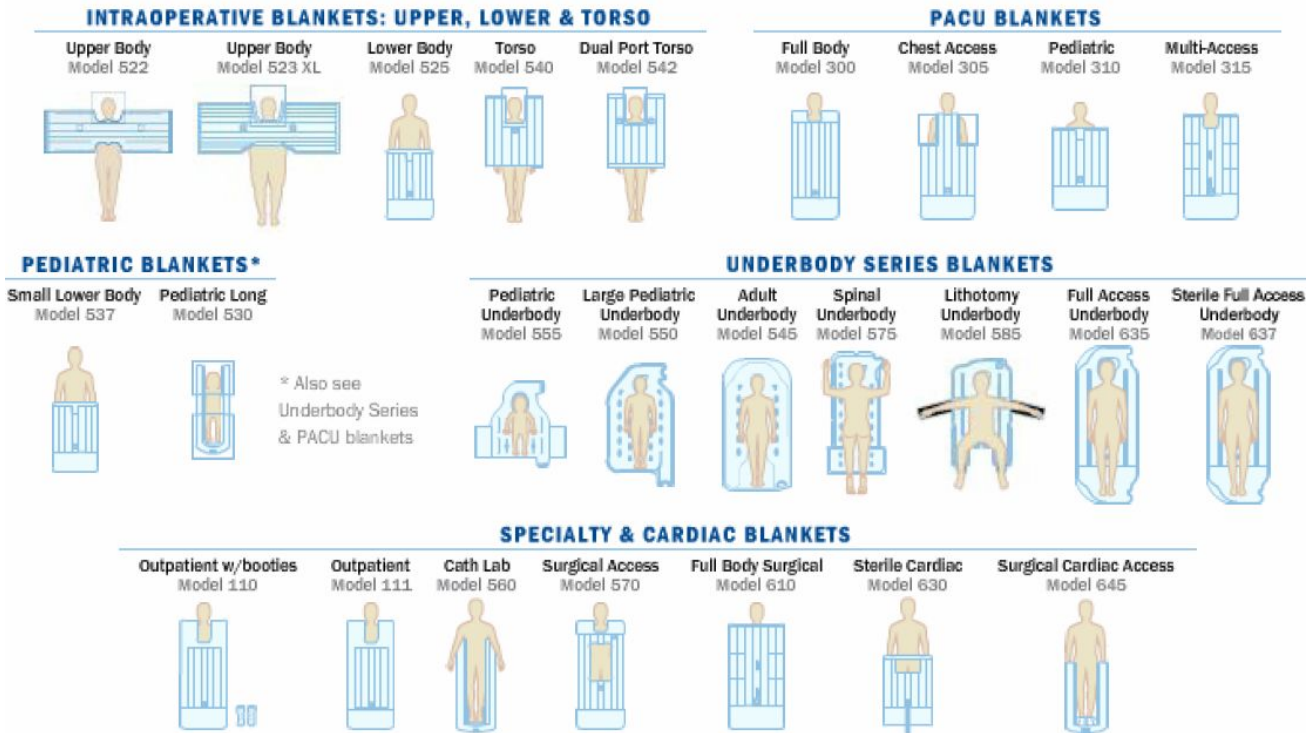 INTRAOPERATIVE BLANKETS: UPPER, LOWER & TORSO
Upper Body
Model 522
Upper Body
Model 523 XL
Lower Body
Model 525
Torso
Model 540
Dual Port Torso
Model 542
PACU BLANKETS
Full Body
Model 300
Chest Access
Model 305
Pediatric
Model 310
Multi-Access
Model 315
PEDIATRIC BLANKETS*
Small Lower Body
Model 537
Pediatric Long
Model 530
* Also see
Underbody Series
& PACU blankets
UNDERBODY SERIES BLANKETS
Pediatric
Underbody
Model 555
Large Pediatric
Underbody
Model 550
Adult
Underbody
Model 545
Spinal
Underbody
Model 575
Lithotomy
Underbody
Model 585
Full Access
Underbody
Model 635
Sterile Full Access
Underbody
Model 637
SPECIALTY & CARDIAC BLANKETS
Outpatient w/booties
Model 110
Outpatient
Model 111
Cath Lab
Model 560
Surgical Access
Model 570
Full Body Surgical
Model 610
Sterile Cardiac
Model 630
Surgical Cardiac Access
Model 645